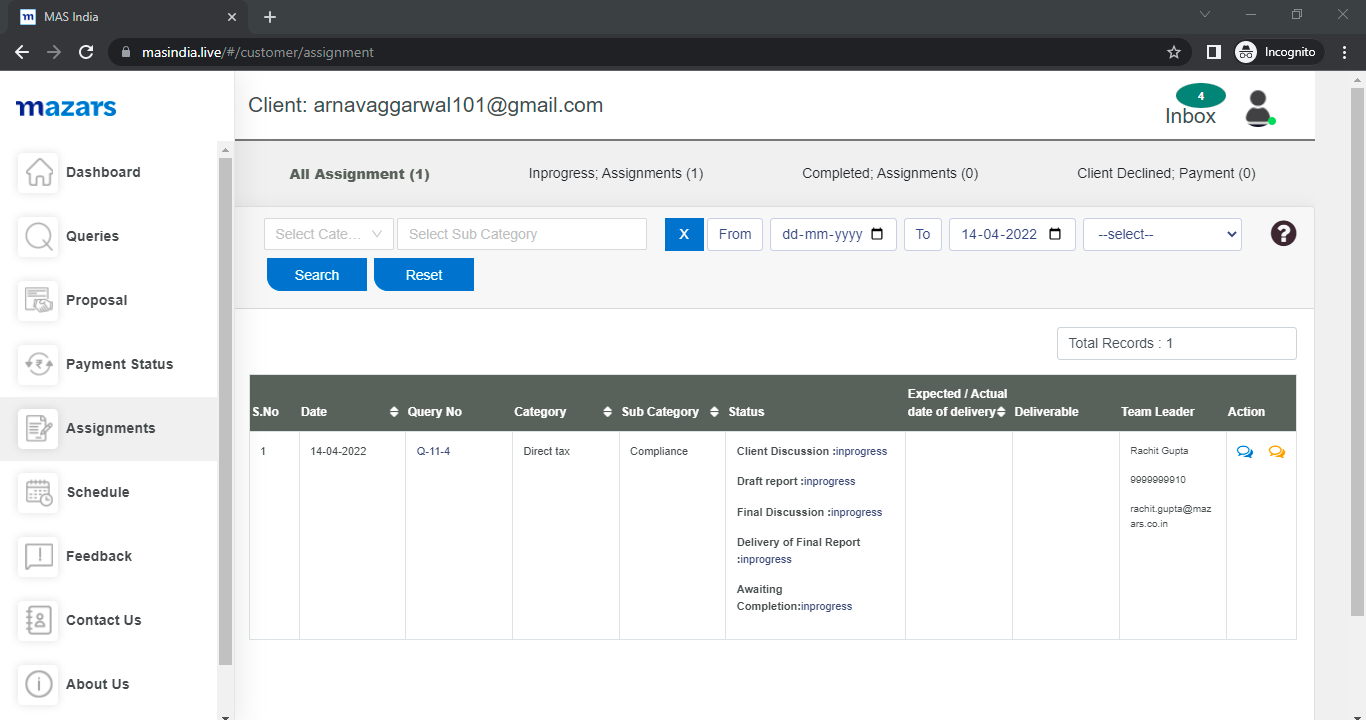 MAS India
masindia.live/#/customer/assignment
Incognito
mazars
Client: arnavaggarwal101@gmail.com
4
Inbox
Dashboard
Queries
Proposal
Payment Status
Assignments
Schedule
Feedback
Contact Us
About Us
All Assignment (1)
Inprogress; Assignments (1)
Completed; Assignments (0)
Client Declined; Payment (0)
Select Cate...
Select Sub Category
X
From
dd-mm-yyyy
To
14-04-2022
--select--
?
Search
Reset
Total Records : 1
S.No
Date
Query No
Category
Sub Category
Status
Expected / Actual
date of delivery
Deliverable
Team Leader
Action
1
14-04-2022
Q-11-4
Direct tax
Compliance
Client Discussion :inprogress
Draft report :inprogress
Final Discussion :inprogress
Delivery of Final Report
:inprogress
Awaiting
Completion:inprogress
Rachit Gupta
9999999910
rachit.gupta@maz
ars.co.in